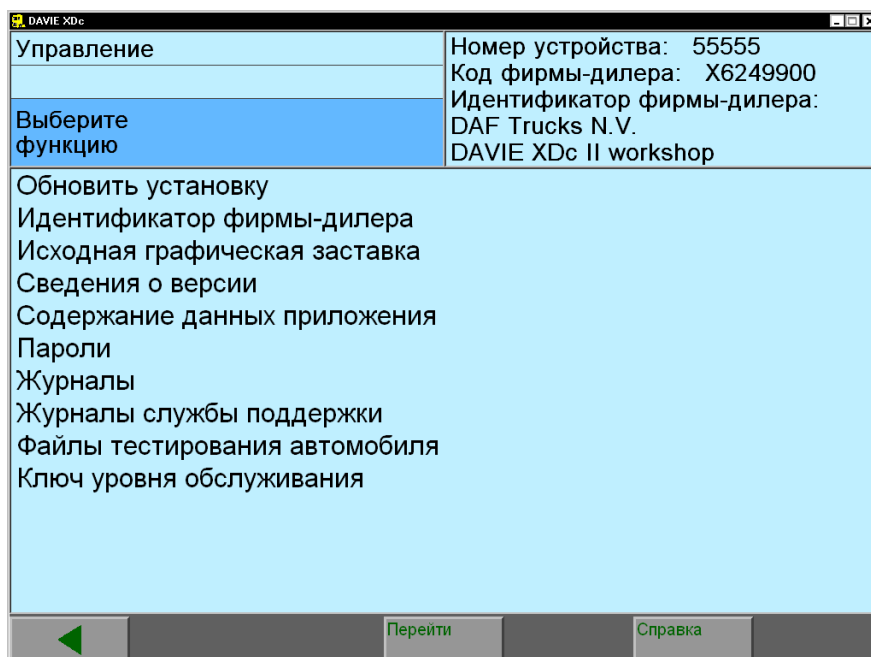 DAVIE XDc
Управление
Выберите
функцию
Номер устройства: 55555
Код фирмы-дилера: X6249900
Идентификатор фирмы-дилера:
DAF Trucks N.V.
DAVIE XDc II workshop
Обновить установку
Идентификатор фирмы-дилера
Исходная графическая заставка
Сведения о версии
Содержание данных приложения
Пароли
Журналы
Журналы службы поддержки
Файлы тестирования автомобиля
Ключ уровня обслуживания
Перейти
Справка